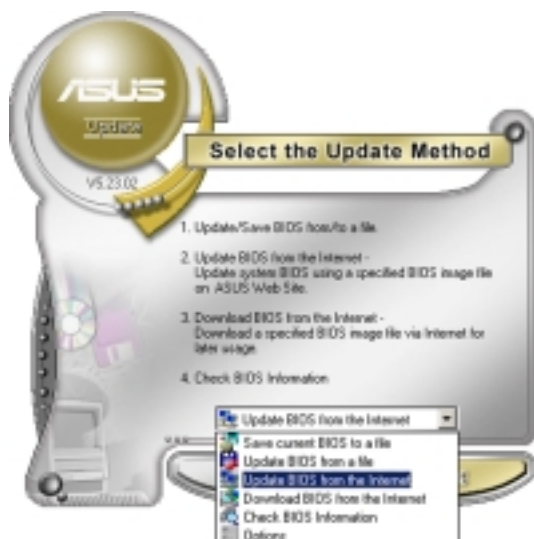 ASUS
Update
V5.23.02
Select the Update Method
1. Update/Save BIOS from/to a file.
2. Update BIOS from the Internet -
Update system BIOS using a specified BIOS image file
on ASUS Web Site.
3. Download BIOS from the Internet -
Download a specified BIOS image file via Internet for
later usage.
4. Check BIOS Information
Update BIOS from the Internet
Save current BIOS to a file
Update BIOS from a file
Update BIOS from the Internet
Download BIOS from the Internet
Check BIOS Information
Options